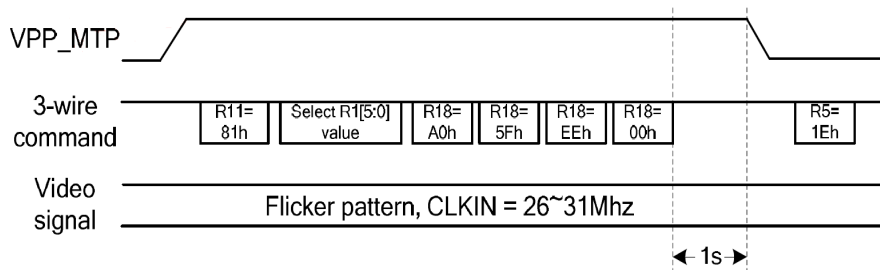 VPP_MTP
3-wire
command
R11=
81h
Select R1[5:0]
value
R18=
A0h
R18=
5Fh
R18=
EEh
R18=
00h
R5=
1Eh
Video
signal
Flicker pattern, CLKIN = 26~31Mhz
1s